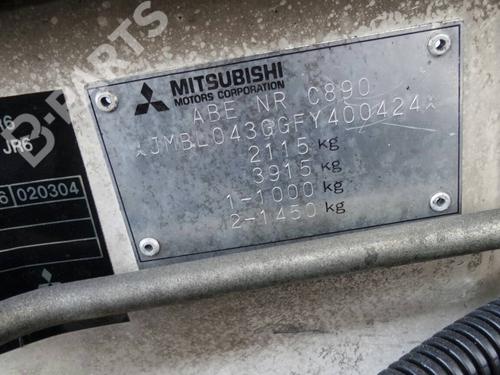 B-PARTS
MITSUBISHI
MOTORS CORPORATION
ABE NR C890
*JMBL043GGFY400424*
2115 kg
3915 kg
1-1000 kg
2-1450 kg
JR6
020304